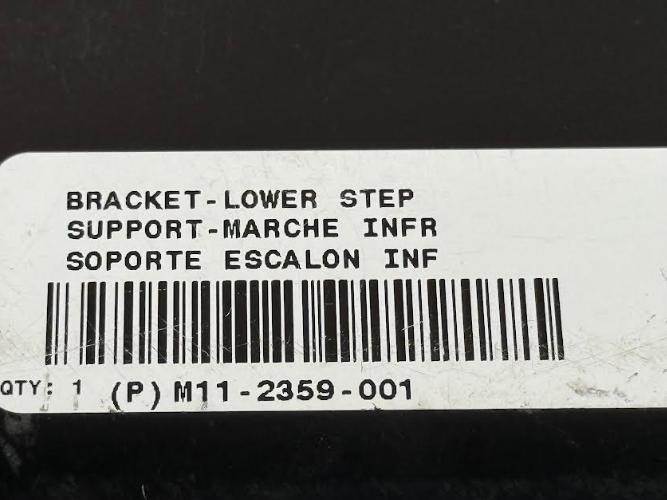 BRACKET-LOWER STEP
SUPPORT-MARCHE INFR
SOPORTE ESCALON INF
QTY: 1 (P) M11-2359-001